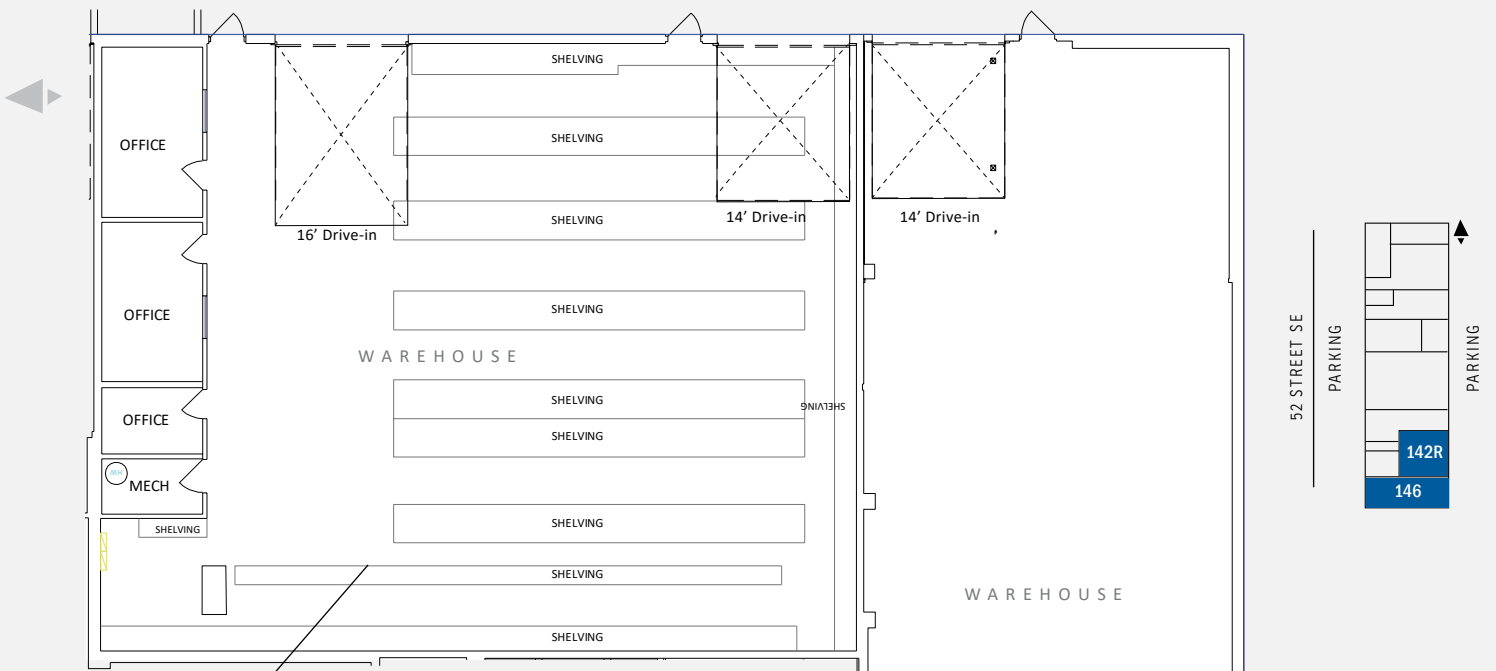 SHELVING
SHELVING
OFFICE
SHELVING
14’ Drive-in
14’ Drive-in
16’ Drive-in
SHELVING
OFFICE
WAREHOUSE
52 STREET SE
PARKING
PARKING
SHELVING
SHELVING
OFFICE
SHELVING
142R
WH
MECH
146
SHELVING
SHELVING
SHELVING
WAREHOUSE
SHELVING